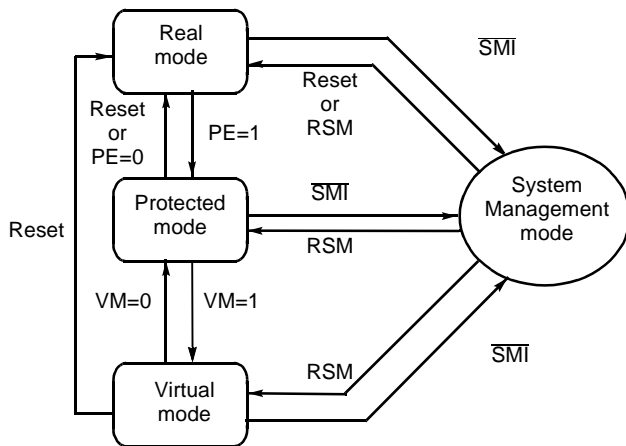 Real
mode
SMI
Reset
or
PE=0
PE=1
Reset
or
RSM
Protected
mode
SMI
RSM
System
Management
mode
Reset
VM=0
VM=1
SMI
RSM
Virtual
mode